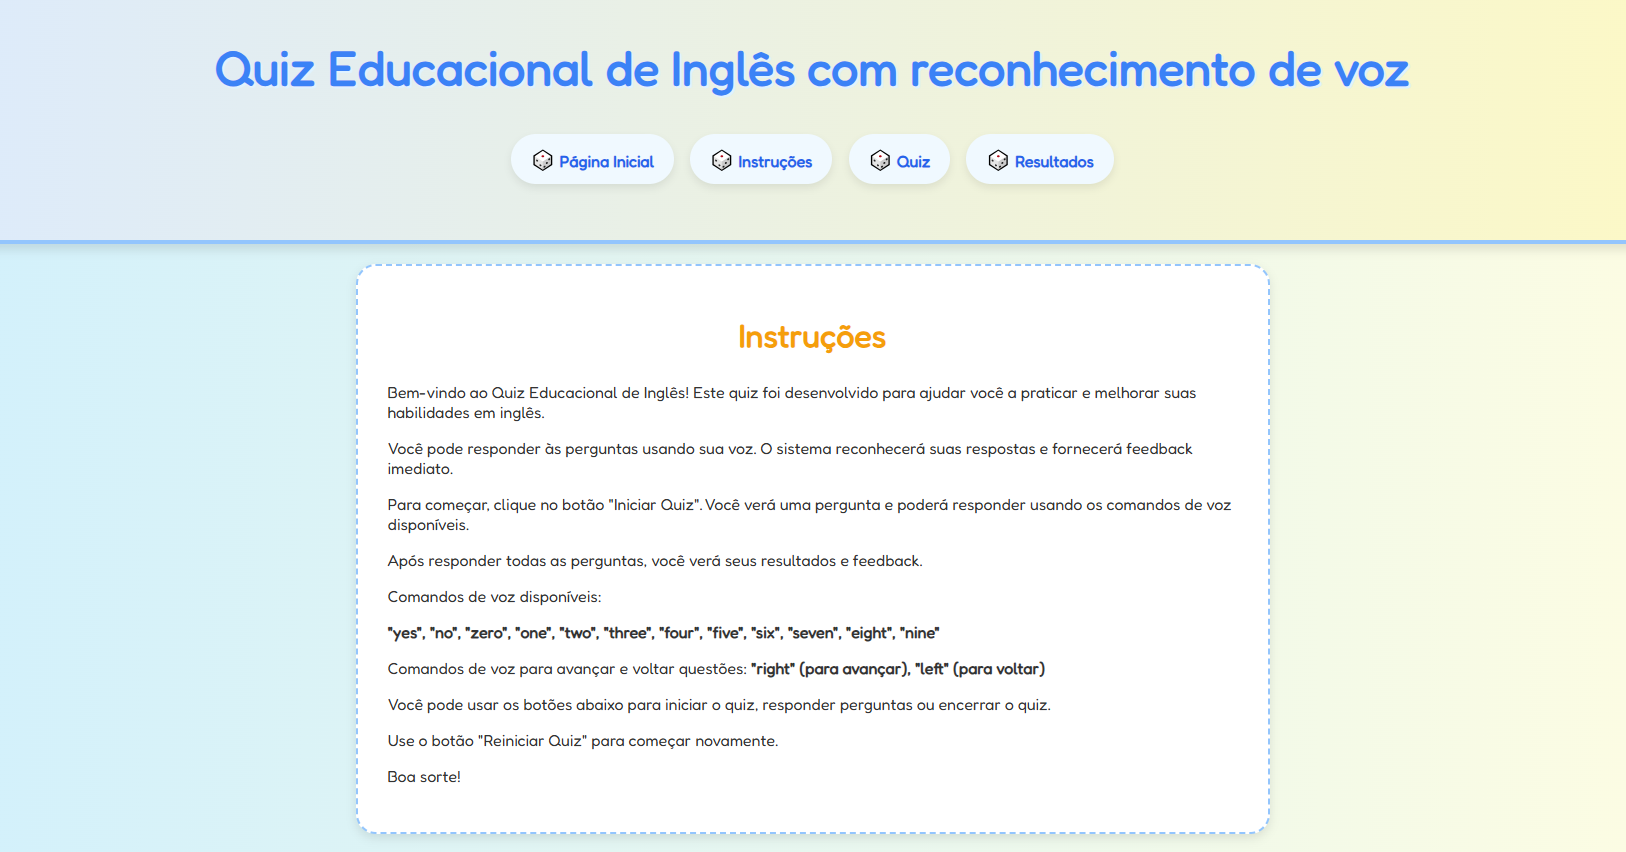 Quiz Educacional de Inglês com reconhecimento de voz
Página Inicial
Instruções
Quiz
Resultados
Instruções
Bem-vindo ao Quiz Educacional de Inglês! Este quiz foi desenvolvido para ajudar você a praticar e melhorar suas
habilidades em inglês.
Você pode responder às perguntas usando sua voz. O sistema reconhecerá suas respostas e fornecerá feedback
imediato.
Para começar, clique no botão "Iniciar Quiz". Você verá uma pergunta e poderá responder usando os comandos de voz
disponíveis.
Após responder todas as perguntas, você verá seus resultados e feedback.
Comandos de voz disponíveis:
"yes", "no", "zero", "one", "two", "three", "four", "five", "six", "seven", "eight", "nine"
Comandos de voz para avançar e voltar questões: "right" (para avançar), "left" (para voltar)
Você pode usar os botões abaixo para iniciar o quiz, responder perguntas ou encerrar o quiz.
Use o botão "Reiniciar Quiz" para começar novamente.
Boa sorte!